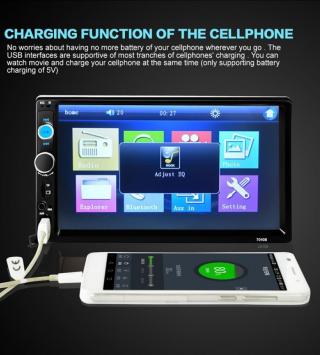 CHARGING FUNCTION OF THE CELLPHONE
No worries about having no more battery of your cellphone wherever you go . The
USB interfaces are supportive of most tranches of cellphones' charging . You can
watch movie and charge your cellphone at the same time (only supporting battery
charging of 5V)
home 20 00:27
Radio Photo
Adjust EQ
Explorer Bluetooth Aux in Setting
7010B